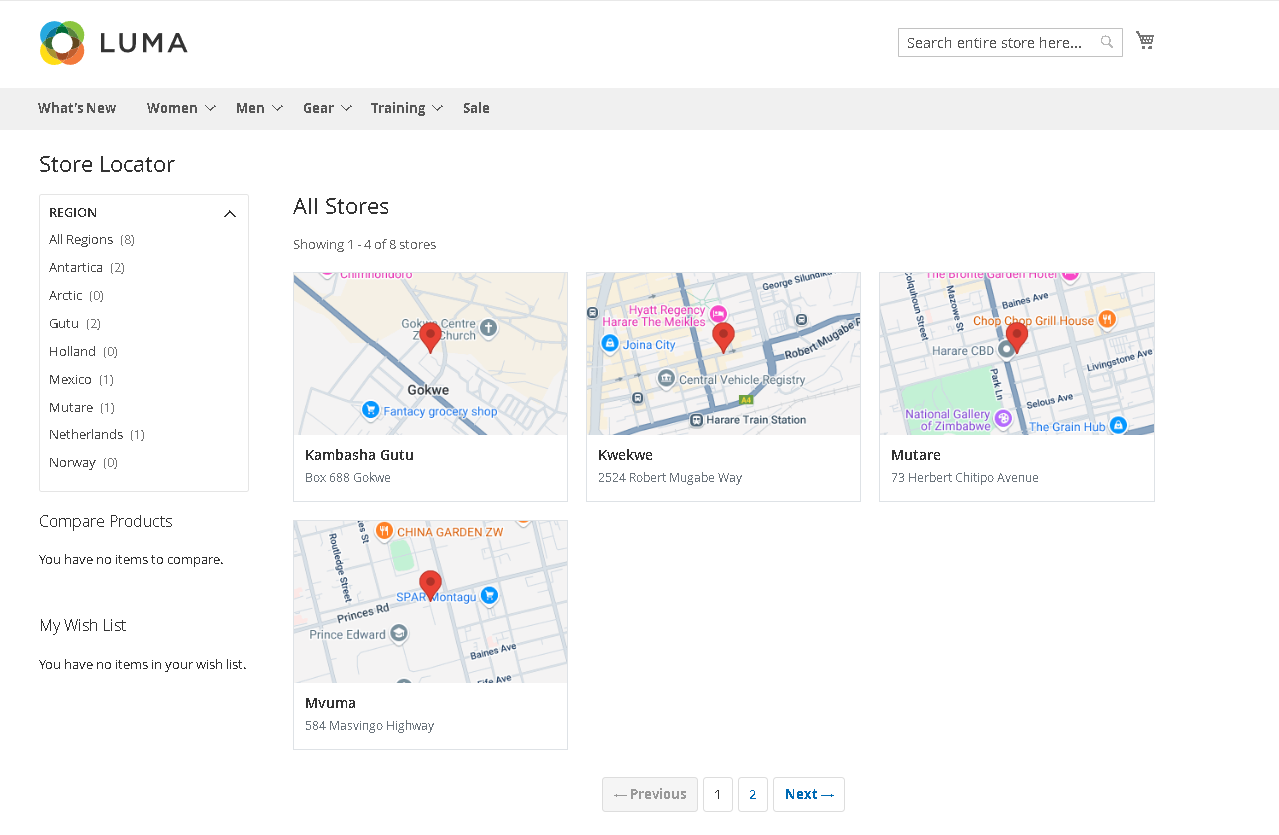 LUMA
Search entire store here...
What's New Women Men Gear Training Sale
Store Locator
REGION
All Regions (8)
Antartica (2)
Arctic (0)
Gutu (2)
Holland (0)
Mexico (1)
Mutare (1)
Netherlands (1)
Norway (0)
Compare Products
You have no items to compare.
My Wish List
You have no items in your wish list.
All Stores
Showing 1 - 4 of 8 stores
Gokwe
Fantacy grocery shop
Kambasha Gutu
Box 688 Gokwe
George Silundika
Hyatt Regency
Harare The Meikles
Joina City
Robert Mugabe R
Central Vehicle Registry
A4
Harare Train Station
Kwekwe
2524 Robert Mugabe Way
The Bronte Garden Hotel
Colquhoun Street
Mazowe St
Baines Ave
Chop Chop Grill House
Harare CBD
Livingstone Ave
Park Ln
Selous Ave
National Gallery
of Zimbabwe
The Grain Hub
Mutare
73 Herbert Chitipo Avenue
CHINA GARDEN ZW
Routledge Street
SPAR Montagu
Princes Rd
Prince Edward
Baines Ave
Fife Ave
Mvuma
584 Masvingo Highway
← Previous 1 2 Next →